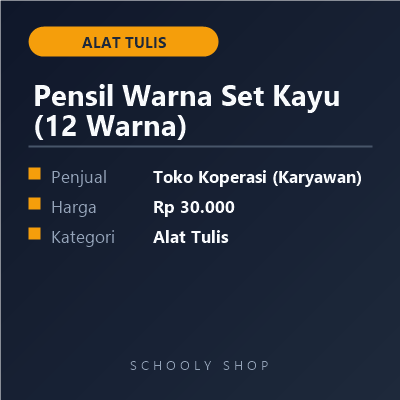 ALAT TULIS
Pensil Warna Set Kayu
(12 Warna)
Penjual Toko Koperasi (Karyawan)
Harga Rp 30.000
Kategori Alat Tulis
SCHOOLY SHOP